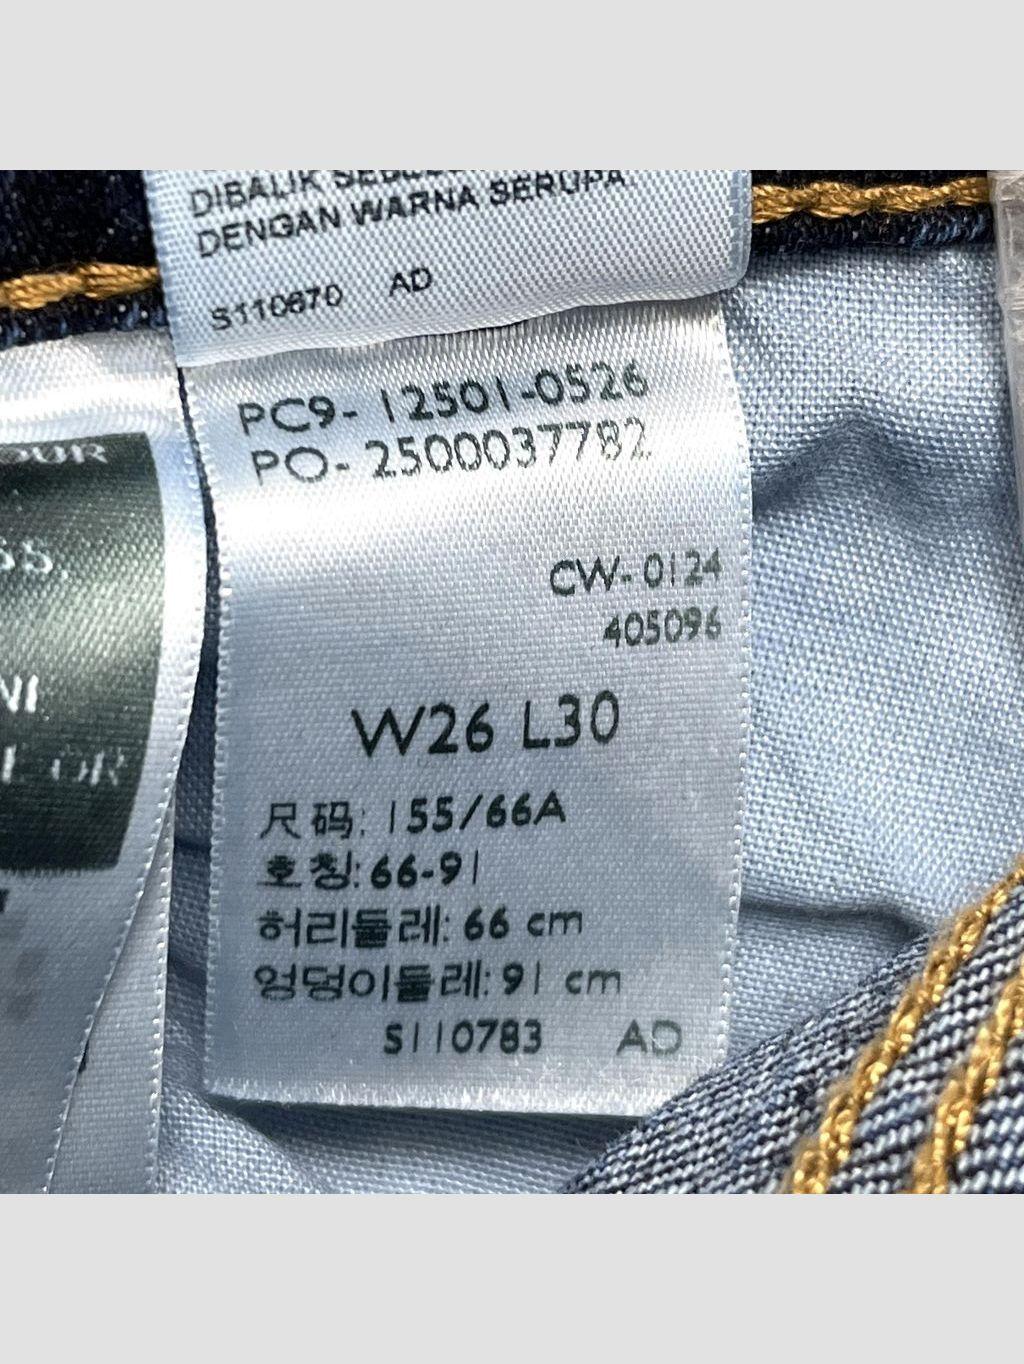 DIBALIK
DENGAN WARNA SERUPA.
S110670 AD
PC9- 12501-0526
PO- 2500037782
CW- 0124
405096
W26 L30
尺码: 155/66A
호칭: 66-91
허리둘레: 66 cm
엉덩이둘레: 91 cm
S110783 AD